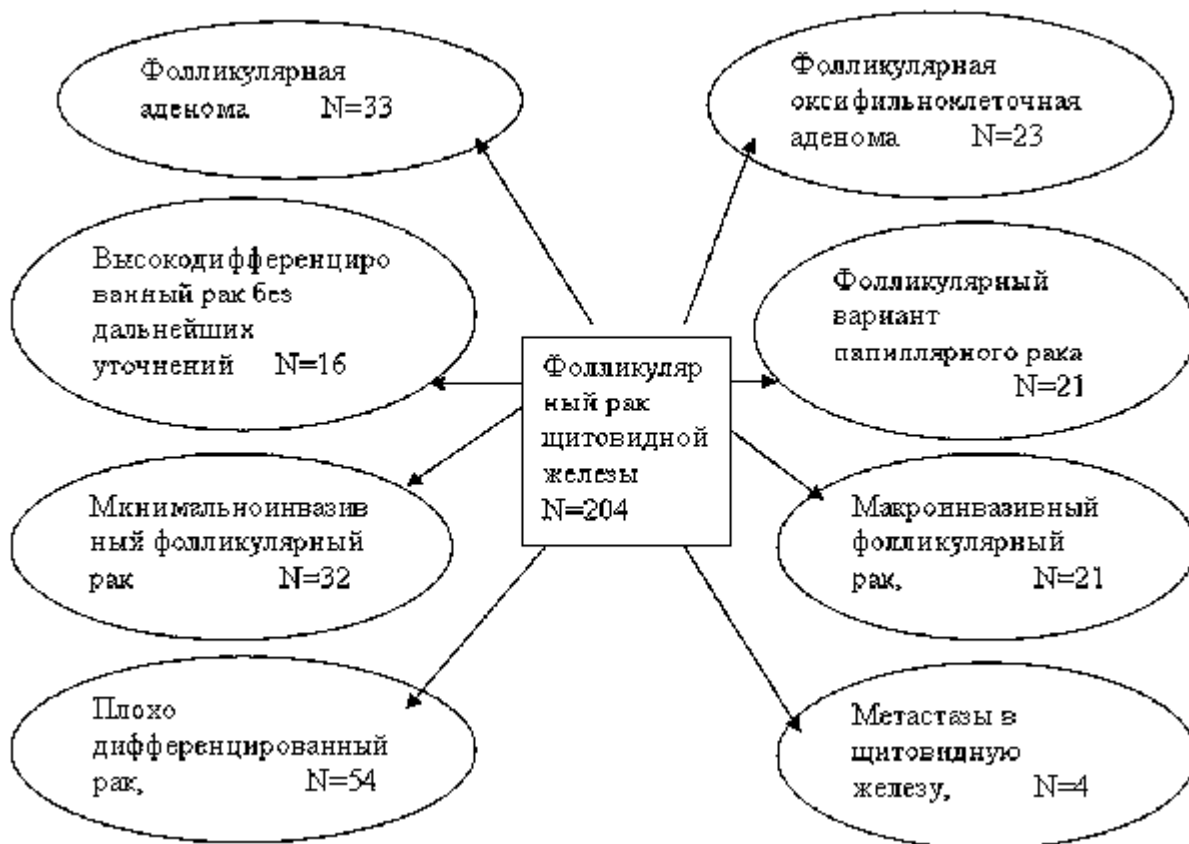 Фолликулярная
аденома N=33
Фолликулярная
оксифильноклеточная
аденома N=23
Высокодифференциро
ванный рак без
дальнейших
уточнений N=16
Фолликулярный
вариант
папиллярного рака
N=21
Фолликуляр
ный рак
щитовидной
железы
N=204
Мкнимальноинвазив
ный фолликулярный
рак N=32
Макроинвазивный
фолликулярный
рак, N=21
Плохо
дифференцированный
рак, N=54
Метастазы в
щитовидную
железу, N=4